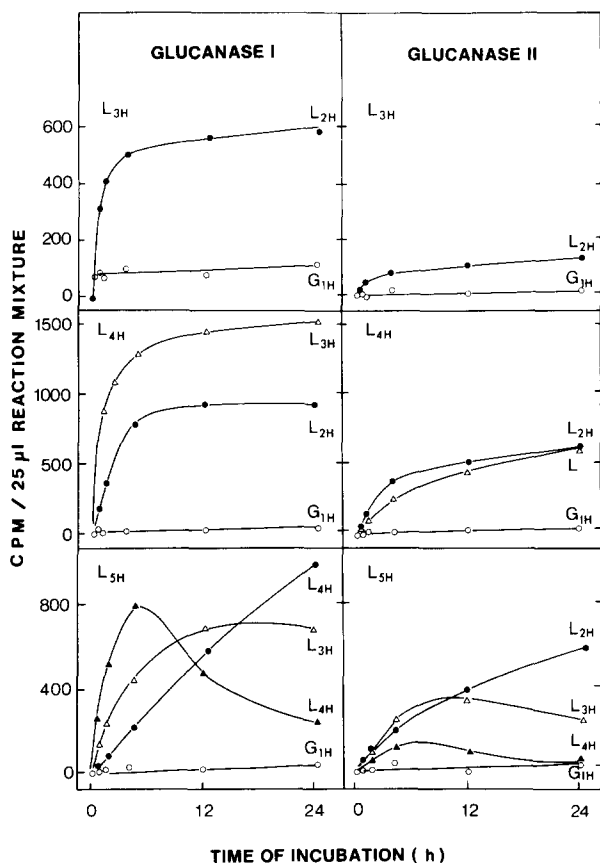 GLUCANASE I
GLUCANASE II
CPM / 25 µl REACTION MIXTURE
L3H
L2H
G1H
600
400
200
0
L3H
L2H
G1H
L4H
L3H
L2H
G1H
1500
1000
500
0
L4H
L2H
L
G1H
L5H
L4H
L3H
L4H
G1H
800
400
0
L5H
L2H
L3H
L4H
G1H
0 12 24
0 12 24
TIME OF INCUBATION ( h )